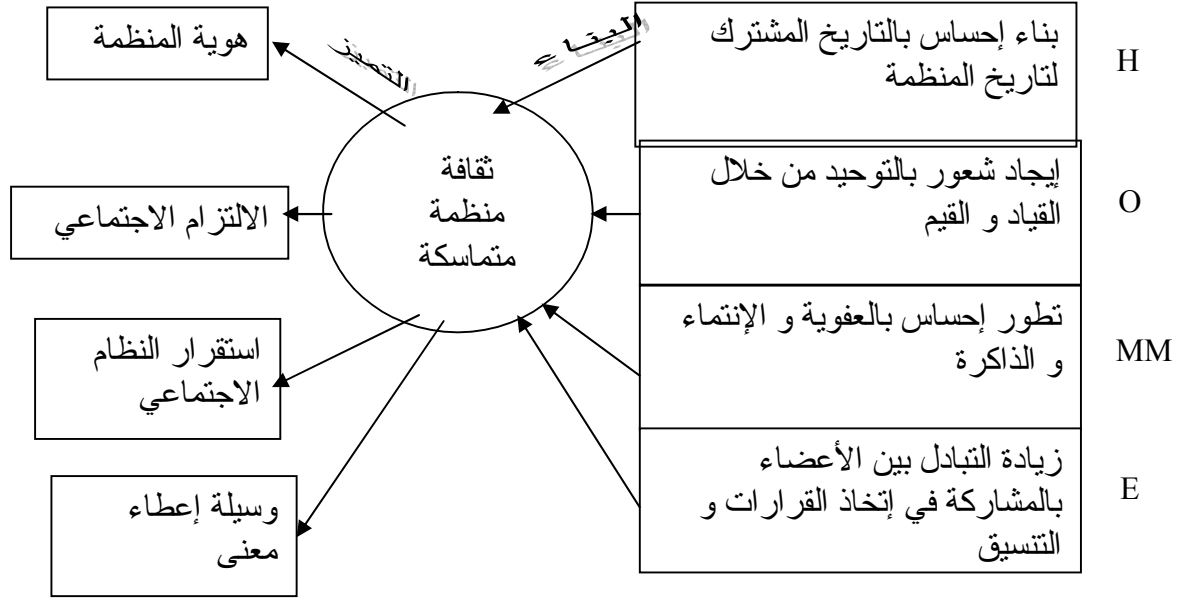 البناء
التميز
بناء إحساس بالتاريخ المشترك
لتاريخ المنظمة
H
إيجاد شعور بالتوحيد من خلال
القياد و القيم
O
تطور إحساس بالعفوية و الإنتماء
و الذاكرة
MM
زيادة التبادل بين الأعضاء
بالمشاركة في إتخاذ القرارات و
التنسيق
E
ثقافة
منظمة
متماسكة
هوية المنظمة
الالتزام الاجتماعي
استقرار النظام
الاجتماعي
وسيلة إعطاء
معنى